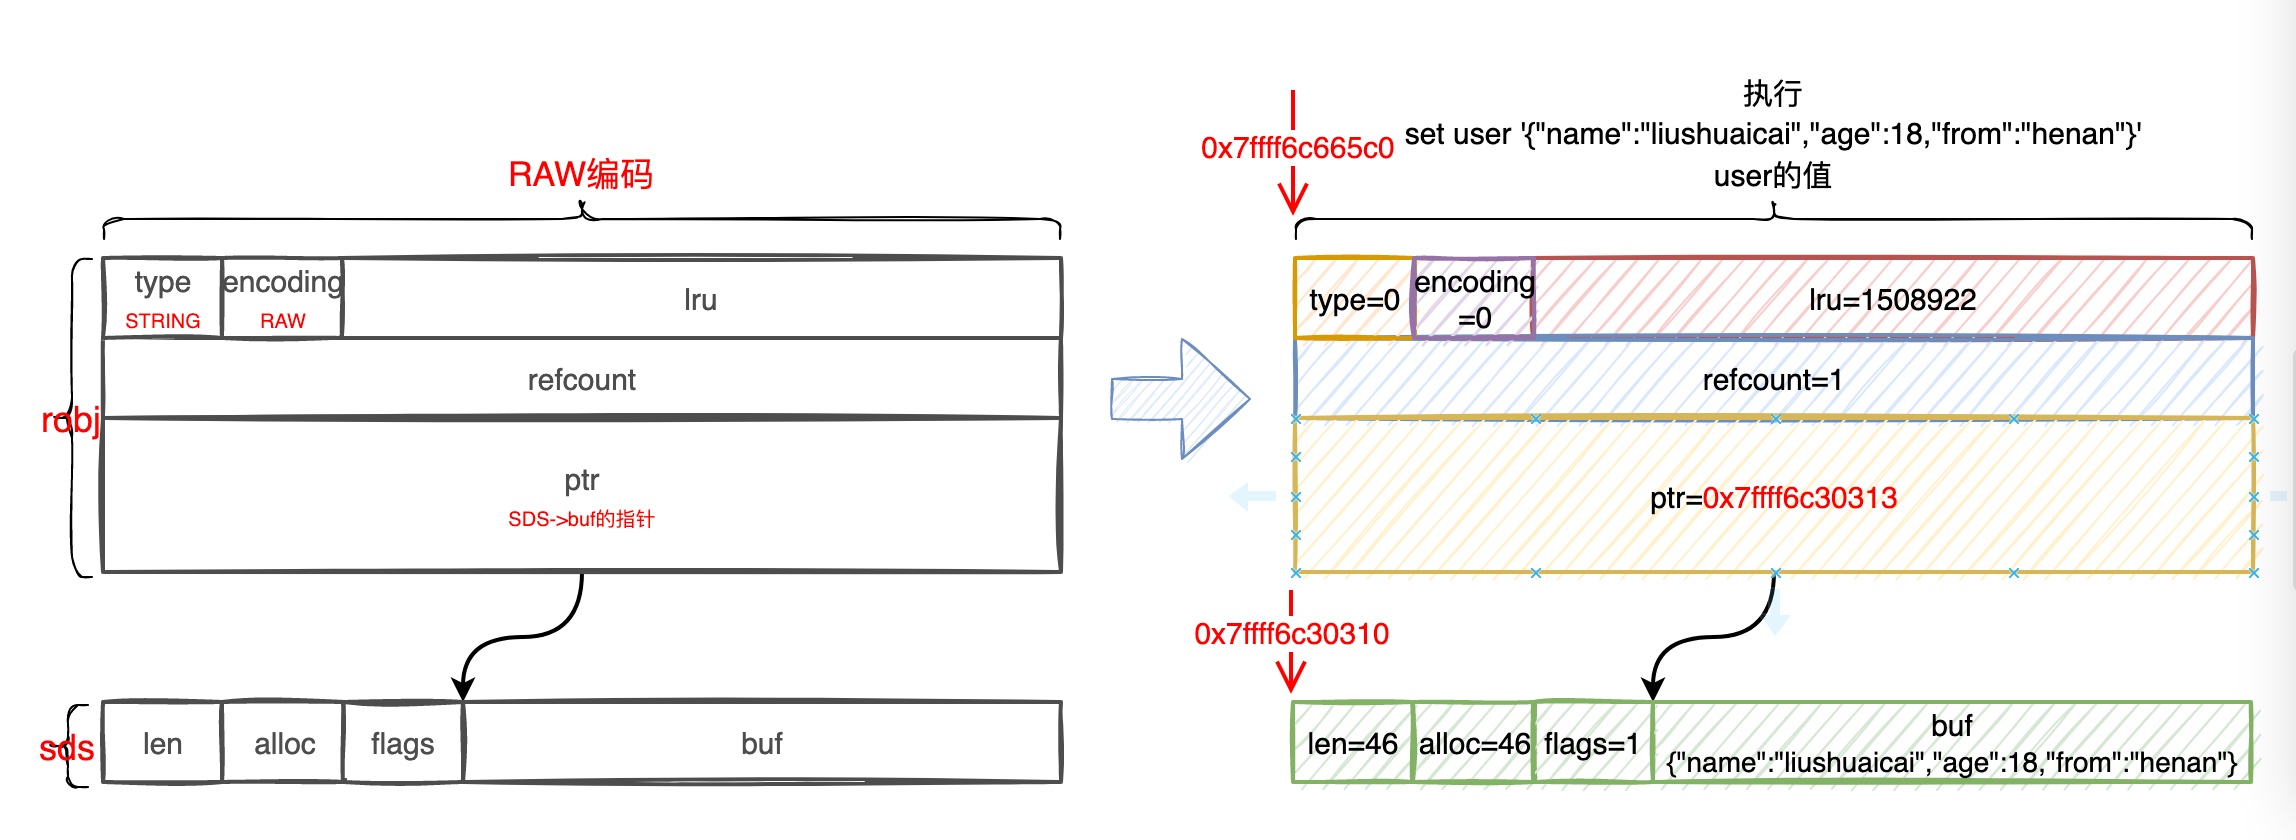 RAW编码
type
STRING
encoding
RAW
lru
refcount
robj
ptr
SDS->buf的指针
sds
len
alloc
flags
buf
执行
set user '{"name":"liushuaicai","age":18,"from":"henan"}'
user的值
0x7ffff6c665c0
type=0
encoding
=0
lru=1508922
refcount=1
ptr=0x7ffff6c30313
0x7ffff6c30310
len=46
alloc=46
flags=1
buf
{"name":"liushuaicai","age":18,"from":"henan"}